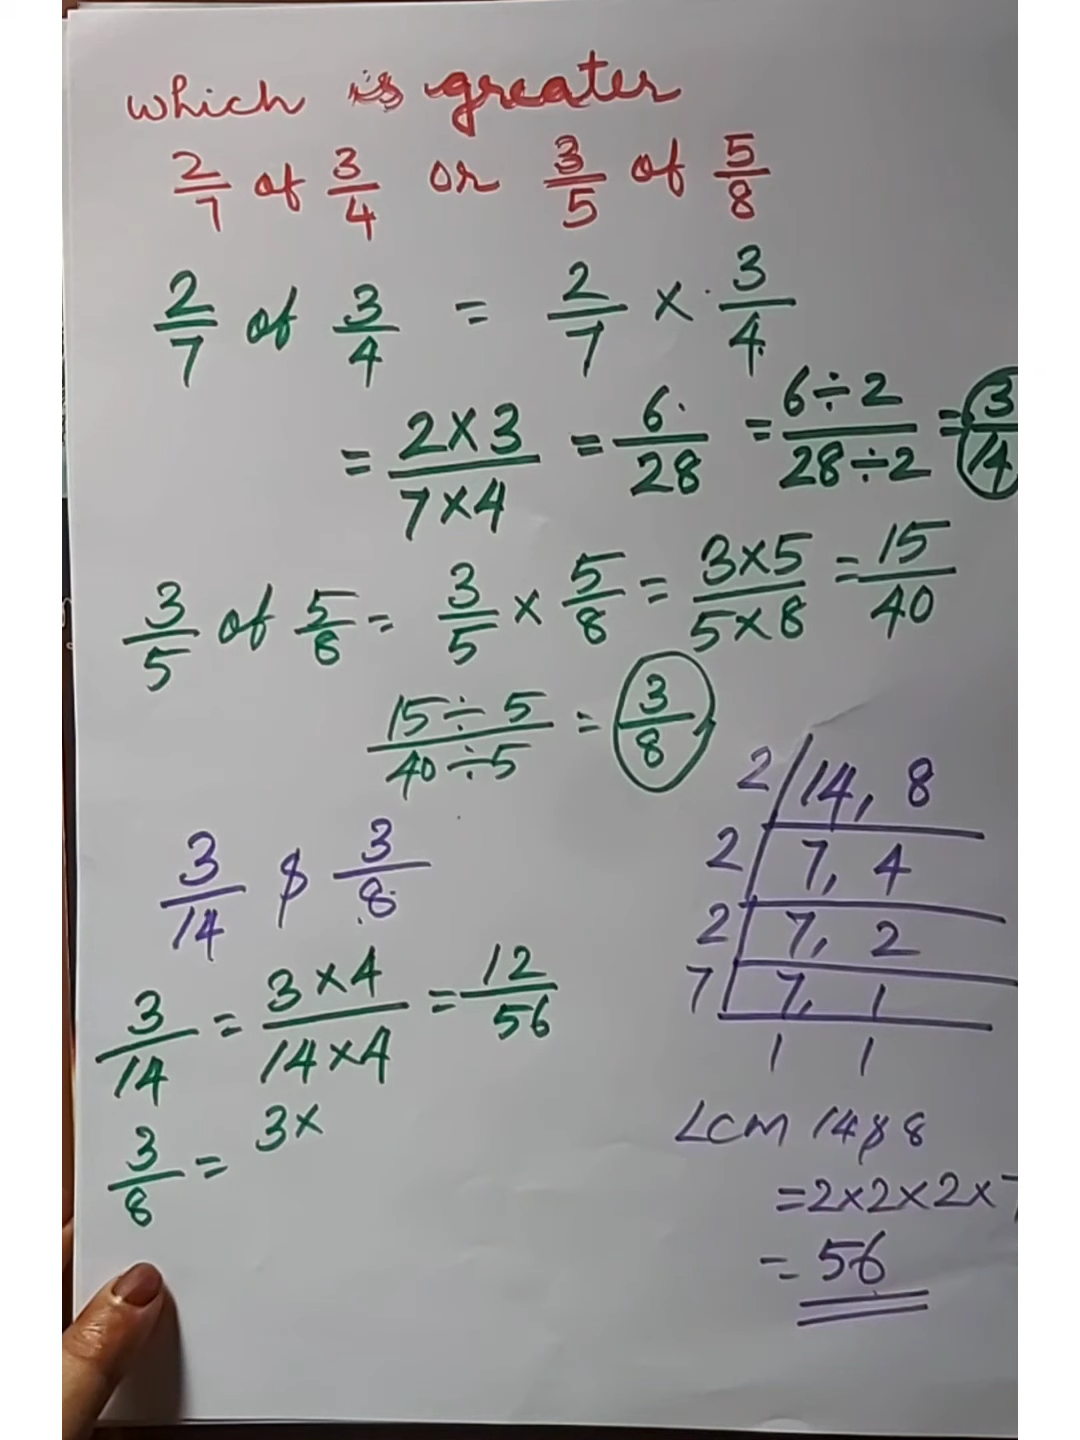 which is greater
2/7 of 3/4 or 3/5 of 5/8
2/7 of 3/4 = 2/7 × 3/4
= 2×3/7×4 = 6/28 = 6÷2/28÷2 = 3/14
3/5 of 5/8 = 3/5 × 5/8 = 3×5/5×8 = 15/40
15÷5/40÷5 = 3/8
3/14 & 3/8
3/14 = 3×4/14×4 = 12/56
3/8 = 3×
2 14, 8
2 7, 4
2 7, 2
7 7, 1
1 1
LCM 14 & 8
=2×2×2×7
= 56